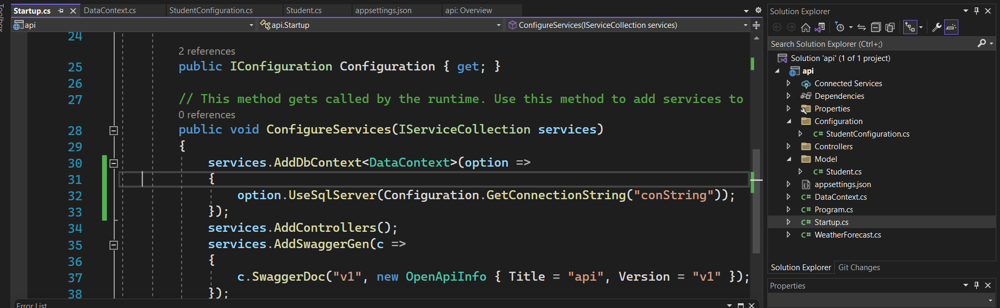 Toolbox
Startup.cs
DataContext.cs
StudentConfiguration.cs
Student.cs
appsettings.json
api: Overview
api
api.Startup
ConfigureServices(IServiceCollection services)
24
2 references
25 public IConfiguration Configuration { get; }
26
27 // This method gets called by the runtime. Use this method to add services to
0 references
28 public void ConfigureServices(IServiceCollection services)
29 {
30 services.AddDbContext<DataContext>(option =>
31 {
32 option.UseSqlServer(Configuration.GetConnectionString("conString"));
33 });
34 services.AddControllers();
35 services.AddSwaggerGen(c =>
36 {
37 c.SwaggerDoc("v1", new OpenApiInfo { Title = "api", Version = "v1" });
38 });
Error List
Solution Explorer
Search Solution Explorer (Ctrl+;)
Solution 'api' (1 of 1 project)
api
Connected Services
Dependencies
Properties
Configuration
C# StudentConfiguration.cs
Controllers
Model
C# Student.cs
appsettings.json
C# DataContext.cs
C# Program.cs
C# Startup.cs
C# WeatherForecast.cs
Solution Explorer
Git Changes
Properties